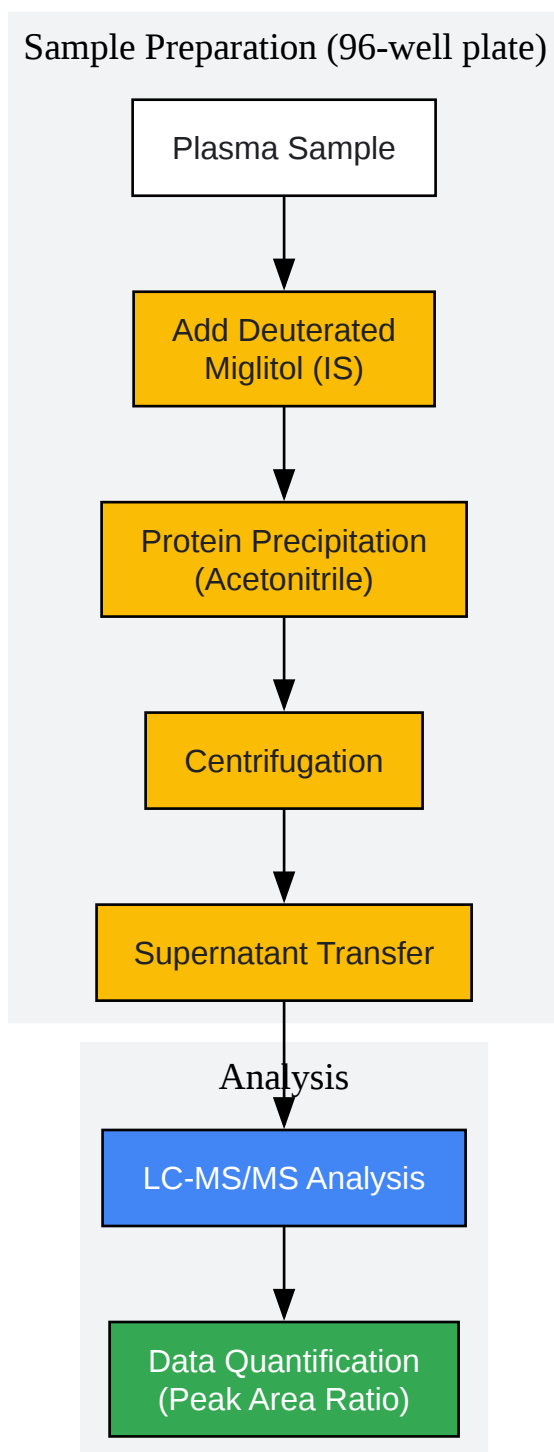 Sample Preparation (96-well plate)
Plasma Sample
Add Deuterated
Miglitol (IS)
Protein Precipitation
(Acetonitrile)
Centrifugation
Supernatant Transfer
Analysis
LC-MS/MS Analysis
Data Quantification
(Peak Area Ratio)